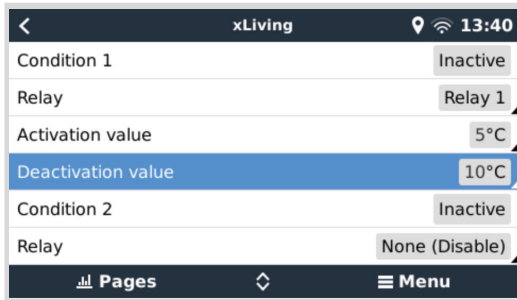 xLiving 13:40
Condition 1 Inactive
Relay Relay 1
Activation value 5°C
Deactivation value 10°C
Condition 2 Inactive
Relay None (Disable)
Pages Menu